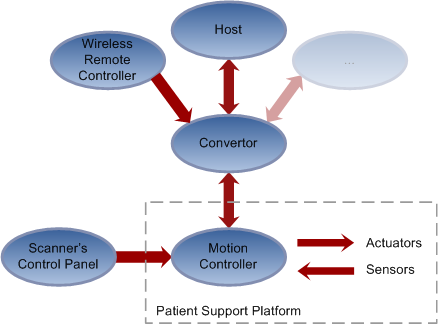 Wireless
Remote
Controller
Host
...
Convertor
Scanner's
Control Panel
Motion
Controller
Actuators
Sensors
Patient Support Platform